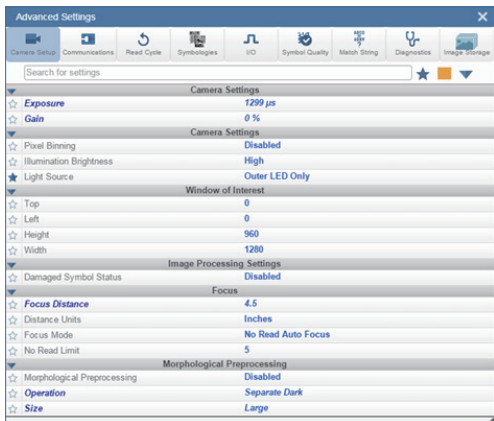 Advanced Settings
Camera Setup Communications Read Cycle Symbologies I/O Symbol Quality Match String Diagnostics Image Storage
Search for settings
Camera Settings
Exposure 1299 µs
Gain 0 %
Camera Settings
Pixel Binning Disabled
Illumination Brightness High
Light Source Outer LED Only
Window of Interest
Top 0
Left 0
Height 960
Width 1280
Image Processing Settings
Damaged Symbol Status Disabled
Focus
Focus Distance 4.5
Distance Units Inches
Focus Mode No Read Auto Focus
No Read Limit 5
Morphological Preprocessing
Morphological Preprocessing Disabled
Operation Separate Dark
Size Large